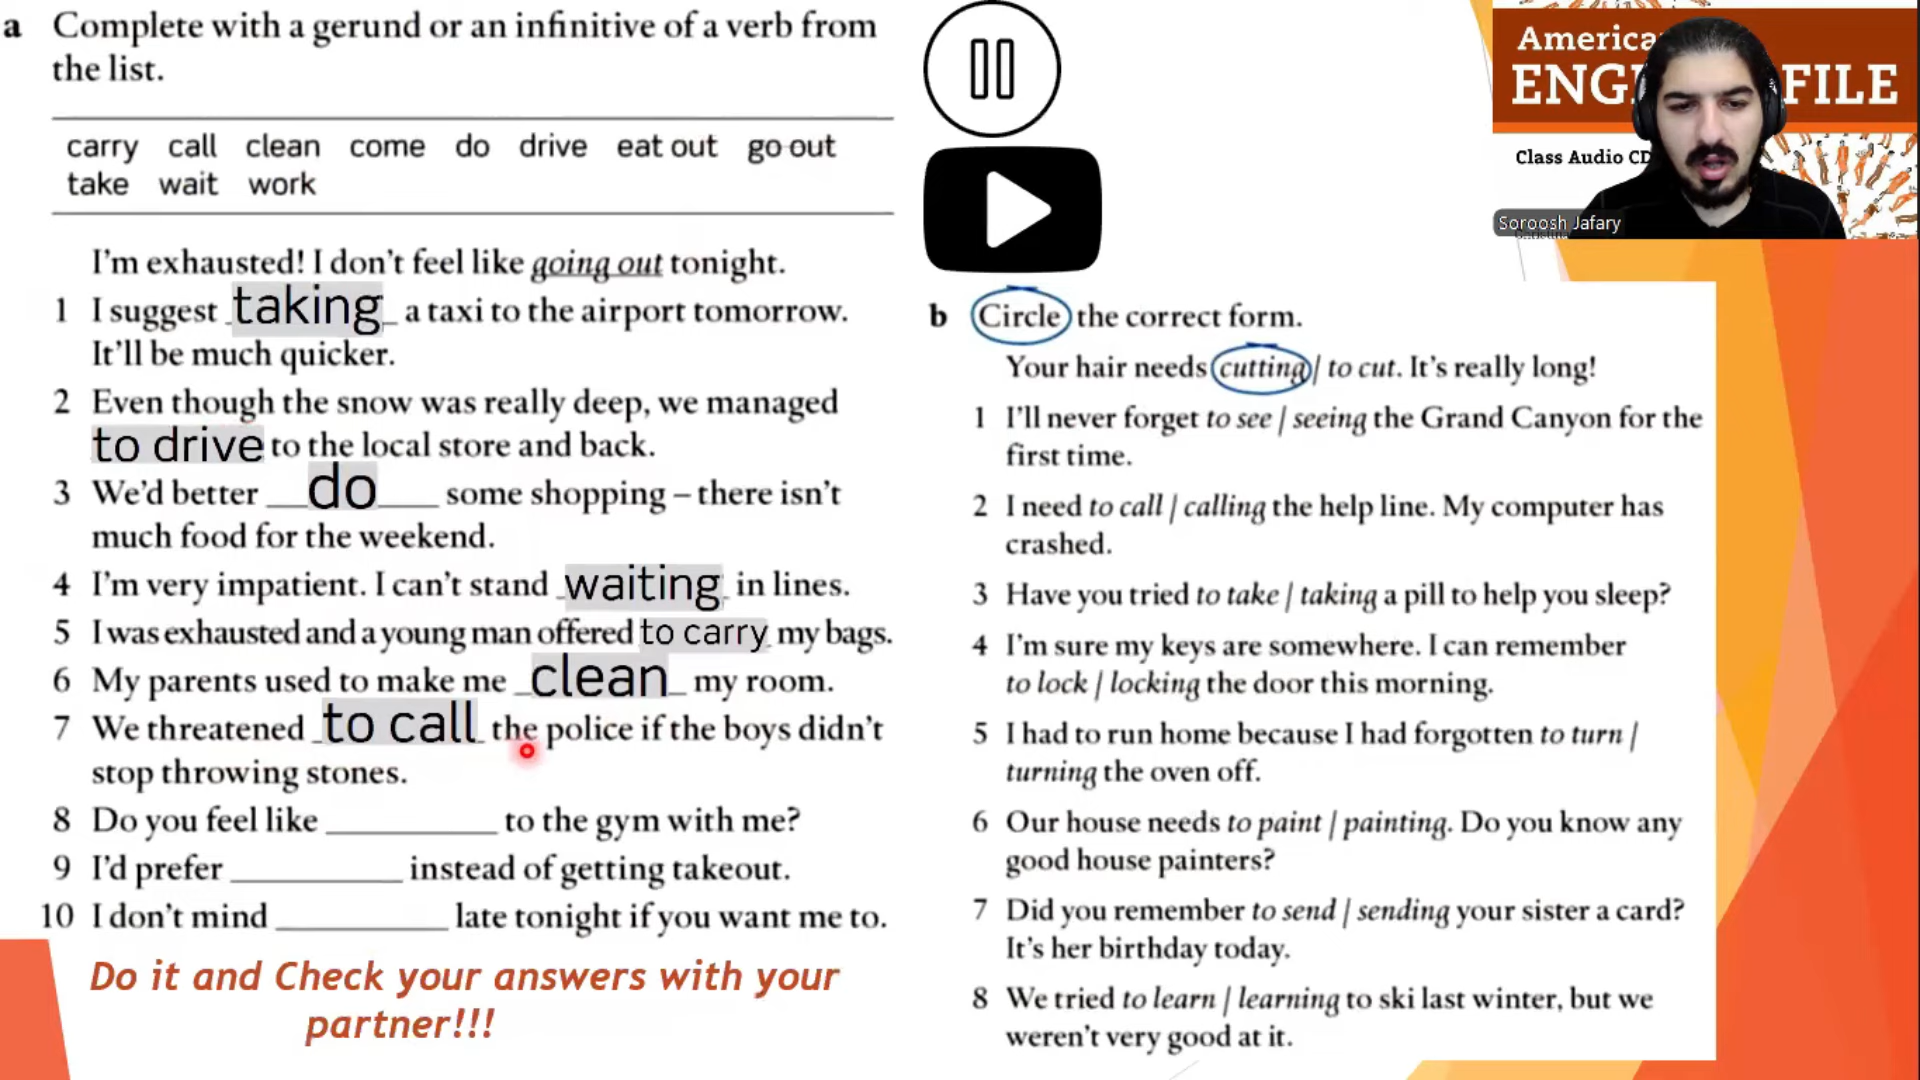 a Complete with a gerund or an infinitive of a verb from
the list.
carry call clean come do drive eat out go out
take wait work
I'm exhausted! I don't feel like going out tonight.
1 I suggest taking a taxi to the airport tomorrow.
It'll be much quicker.
2 Even though the snow was really deep, we managed
to drive to the local store and back.
3 We'd better do some shopping – there isn't
much food for the weekend.
4 I'm very impatient. I can't stand waiting in lines.
5 I was exhausted and a young man offered to carry my bags.
6 My parents used to make me clean my room.
7 We threatened to call the police if the boys didn't
stop throwing stones.
8 Do you feel like __________ to the gym with me?
9 I'd prefer __________ instead of getting takeout.
10 I don't mind __________ late tonight if you want me to.
Do it and Check your answers with your
partner!!!
b Circle the correct form.
Your hair needs cutting / to cut. It's really long!
1 I'll never forget to see / seeing the Grand Canyon for the
first time.
2 I need to call / calling the help line. My computer has
crashed.
3 Have you tried to take / taking a pill to help you sleep?
4 I'm sure my keys are somewhere. I can remember
to lock / locking the door this morning.
5 I had to run home because I had forgotten to turn /
turning the oven off.
6 Our house needs to paint / painting. Do you know any
good house painters?
7 Did you remember to send / sending your sister a card?
It's her birthday today.
8 We tried to learn / learning to ski last winter, but we
weren't very good at it.
America
ENG FILE
Class Audio CD
Soroosh Jafary